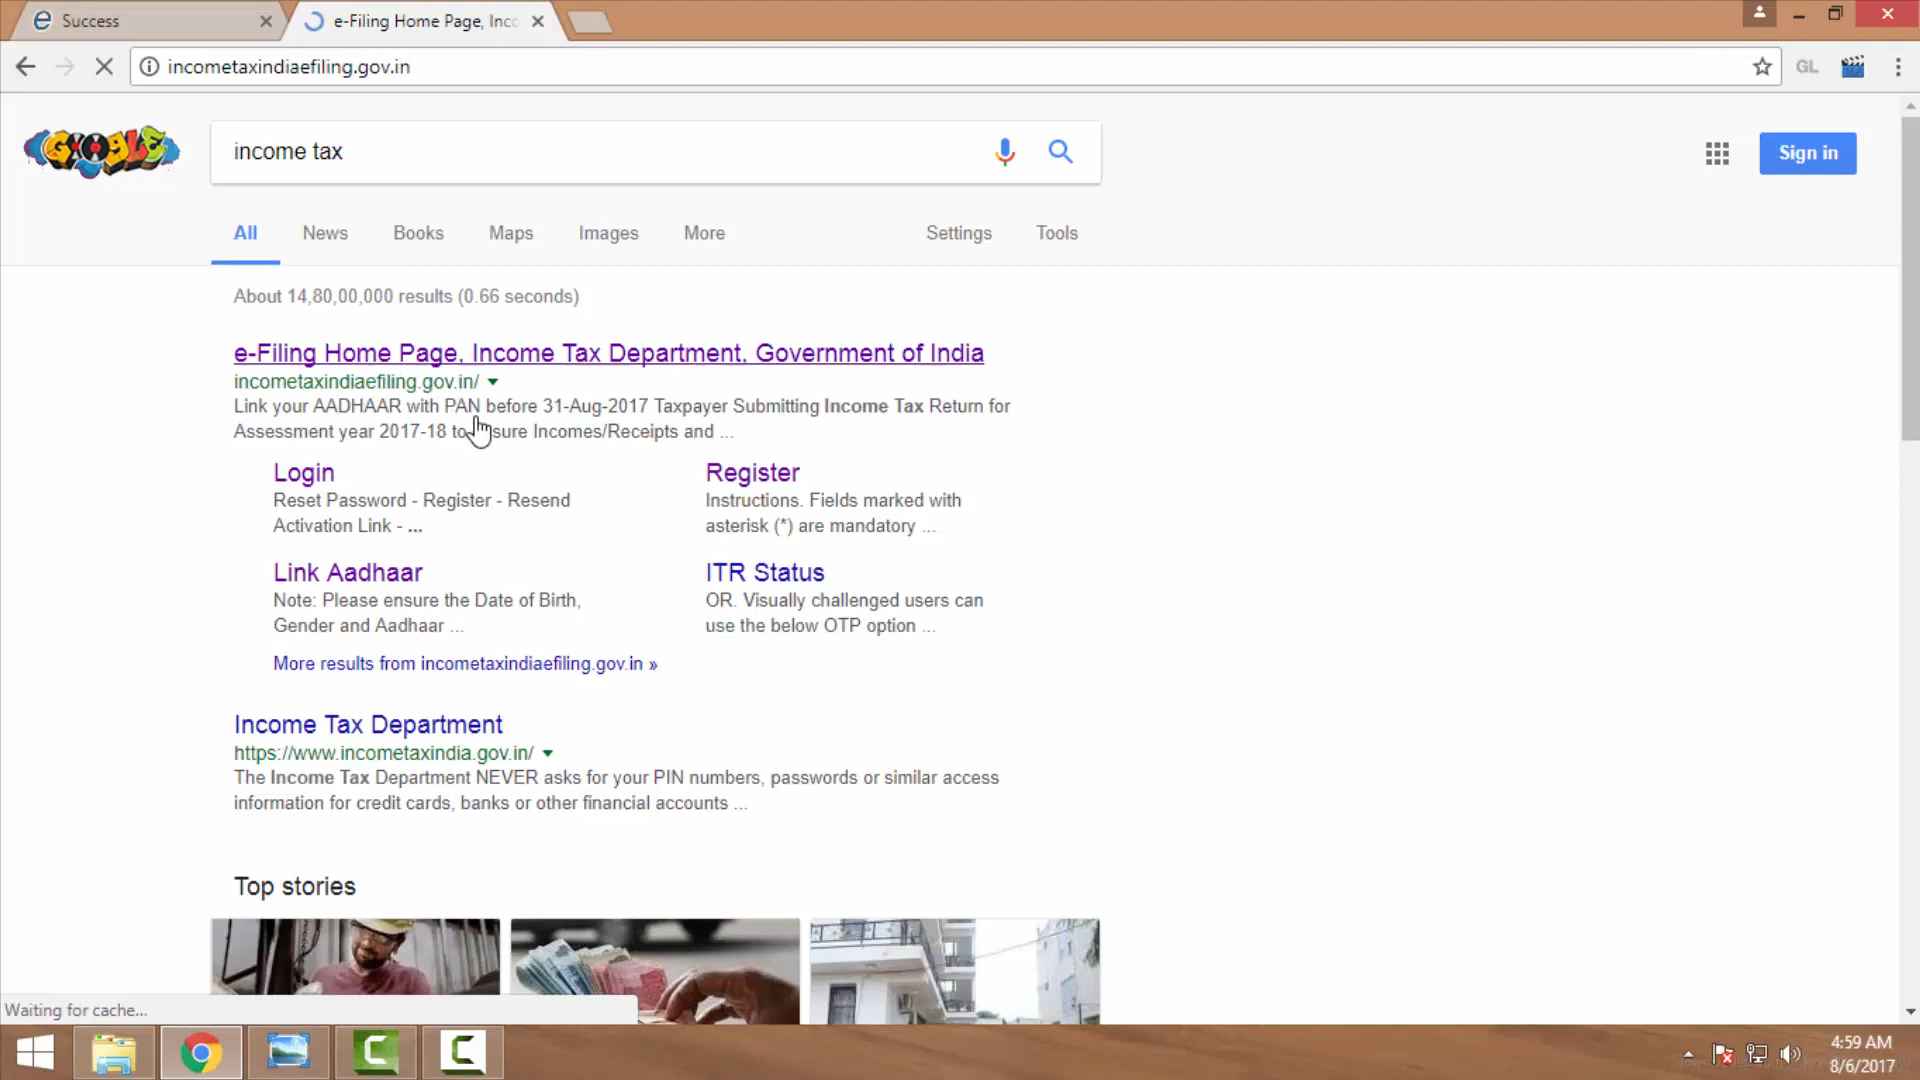 Success
e-Filing Home Page, Inc
incometaxindiaefiling.gov.in
GL
GOOGLE
income tax
Sign in
All News Books Maps Images More Settings Tools
About 14,80,00,000 results (0.66 seconds)
e-Filing Home Page, Income Tax Department, Government of India
incometaxindiaefiling.gov.in/
Link your AADHAAR with PAN before 31-Aug-2017 Taxpayer Submitting Income Tax Return for
Assessment year 2017-18 to sure Incomes/Receipts and ...
Login
Reset Password - Register - Resend
Activation Link - ...
Register
Instructions. Fields marked with
asterisk (*) are mandatory ...
Link Aadhaar
Note: Please ensure the Date of Birth,
Gender and Aadhaar ...
ITR Status
OR. Visually challenged users can
use the below OTP option ...
More results from incometaxindiaefiling.gov.in »
Income Tax Department
https://www.incometaxindia.gov.in/
The Income Tax Department NEVER asks for your PIN numbers, passwords or similar access
information for credit cards, banks or other financial accounts ...
Top stories
Waiting for cache...
4:59 AM
8/6/2017